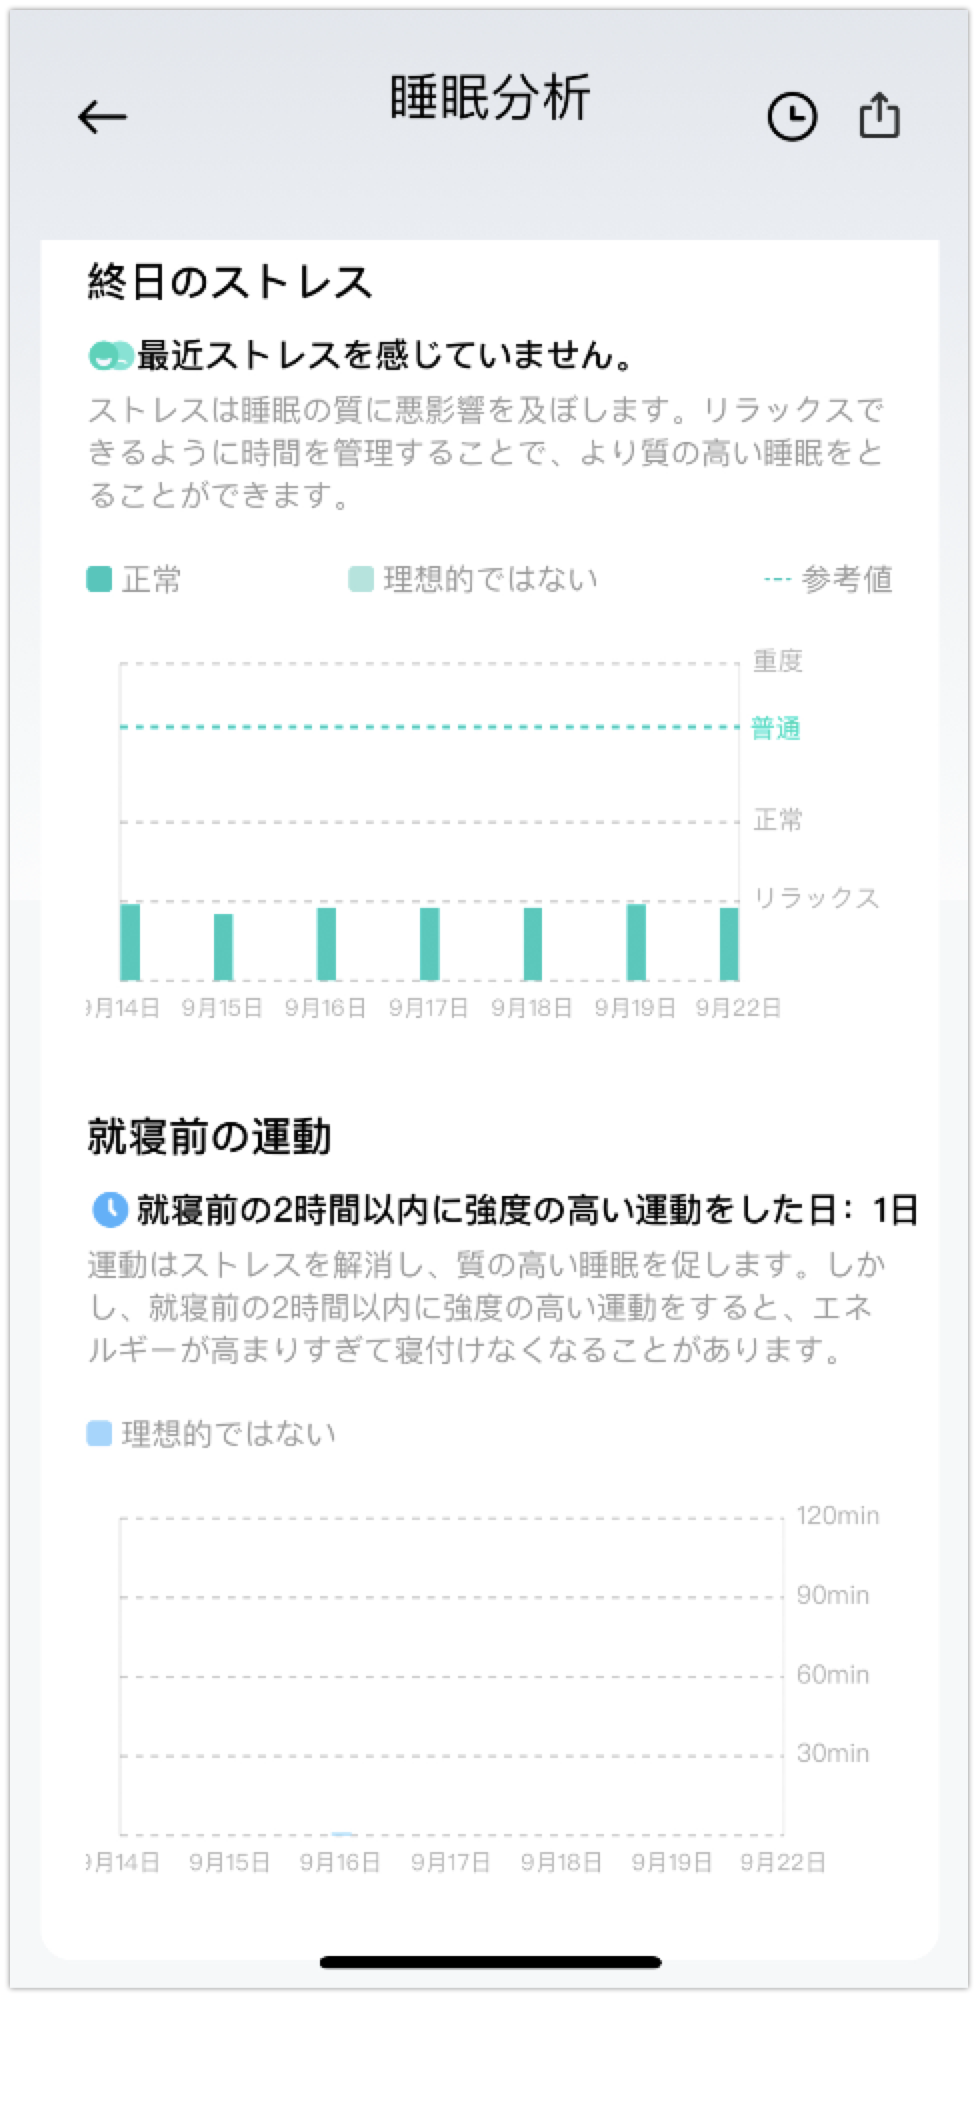 睡眠分析
終日のストレス
最近ストレスを感じていません。
ストレスは睡眠の質に悪影響を及ぼします。リラックスで
きるように時間を管理することで、より質の高い睡眠をと
ることができます。
正常 理想的ではない 参考値
重度
普通
正常
リラックス
9月14日 9月15日 9月16日 9月17日 9月18日 9月19日 9月22日
就寝前の運動
就寝前の2時間以内に強度の高い運動をした日：1日
運動はストレスを解消し、質の高い睡眠を促します。しか
し、就寝前の2時間以内に強度の高い運動をすると、エネ
ルギーが高まりすぎて寝付けなくなることがあります。
理想的ではない
120min
90min
60min
30min
9月14日 9月15日 9月16日 9月17日 9月18日 9月19日 9月22日